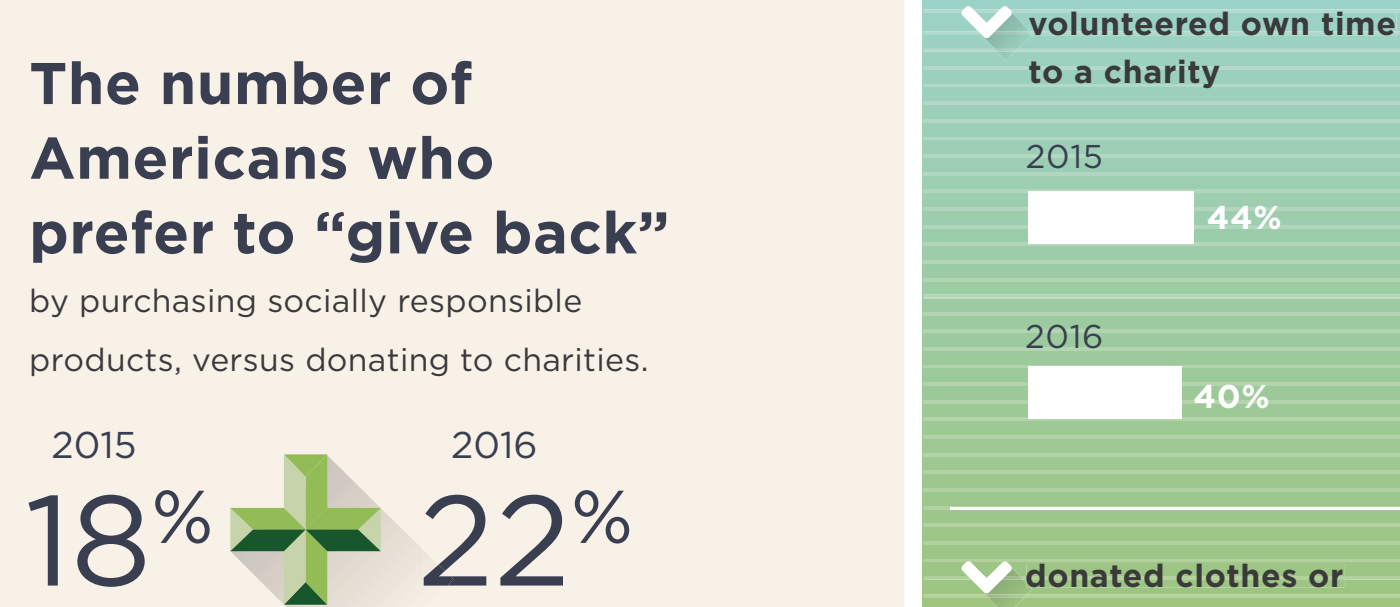 The number of
Americans who
prefer to “give back”
by purchasing socially responsible
products, versus donating to charities.
2015
2016
18%
22%
volunteered own time
to a charity
2015
44%
2016
40%
donated clothes or